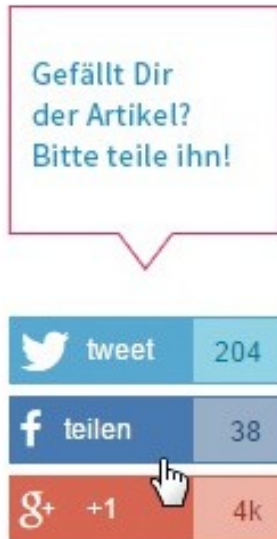 Gefällt Dir
der Artikel?
Bitte teile ihn!
tweet 204
f teilen 38
g+ +1 4k